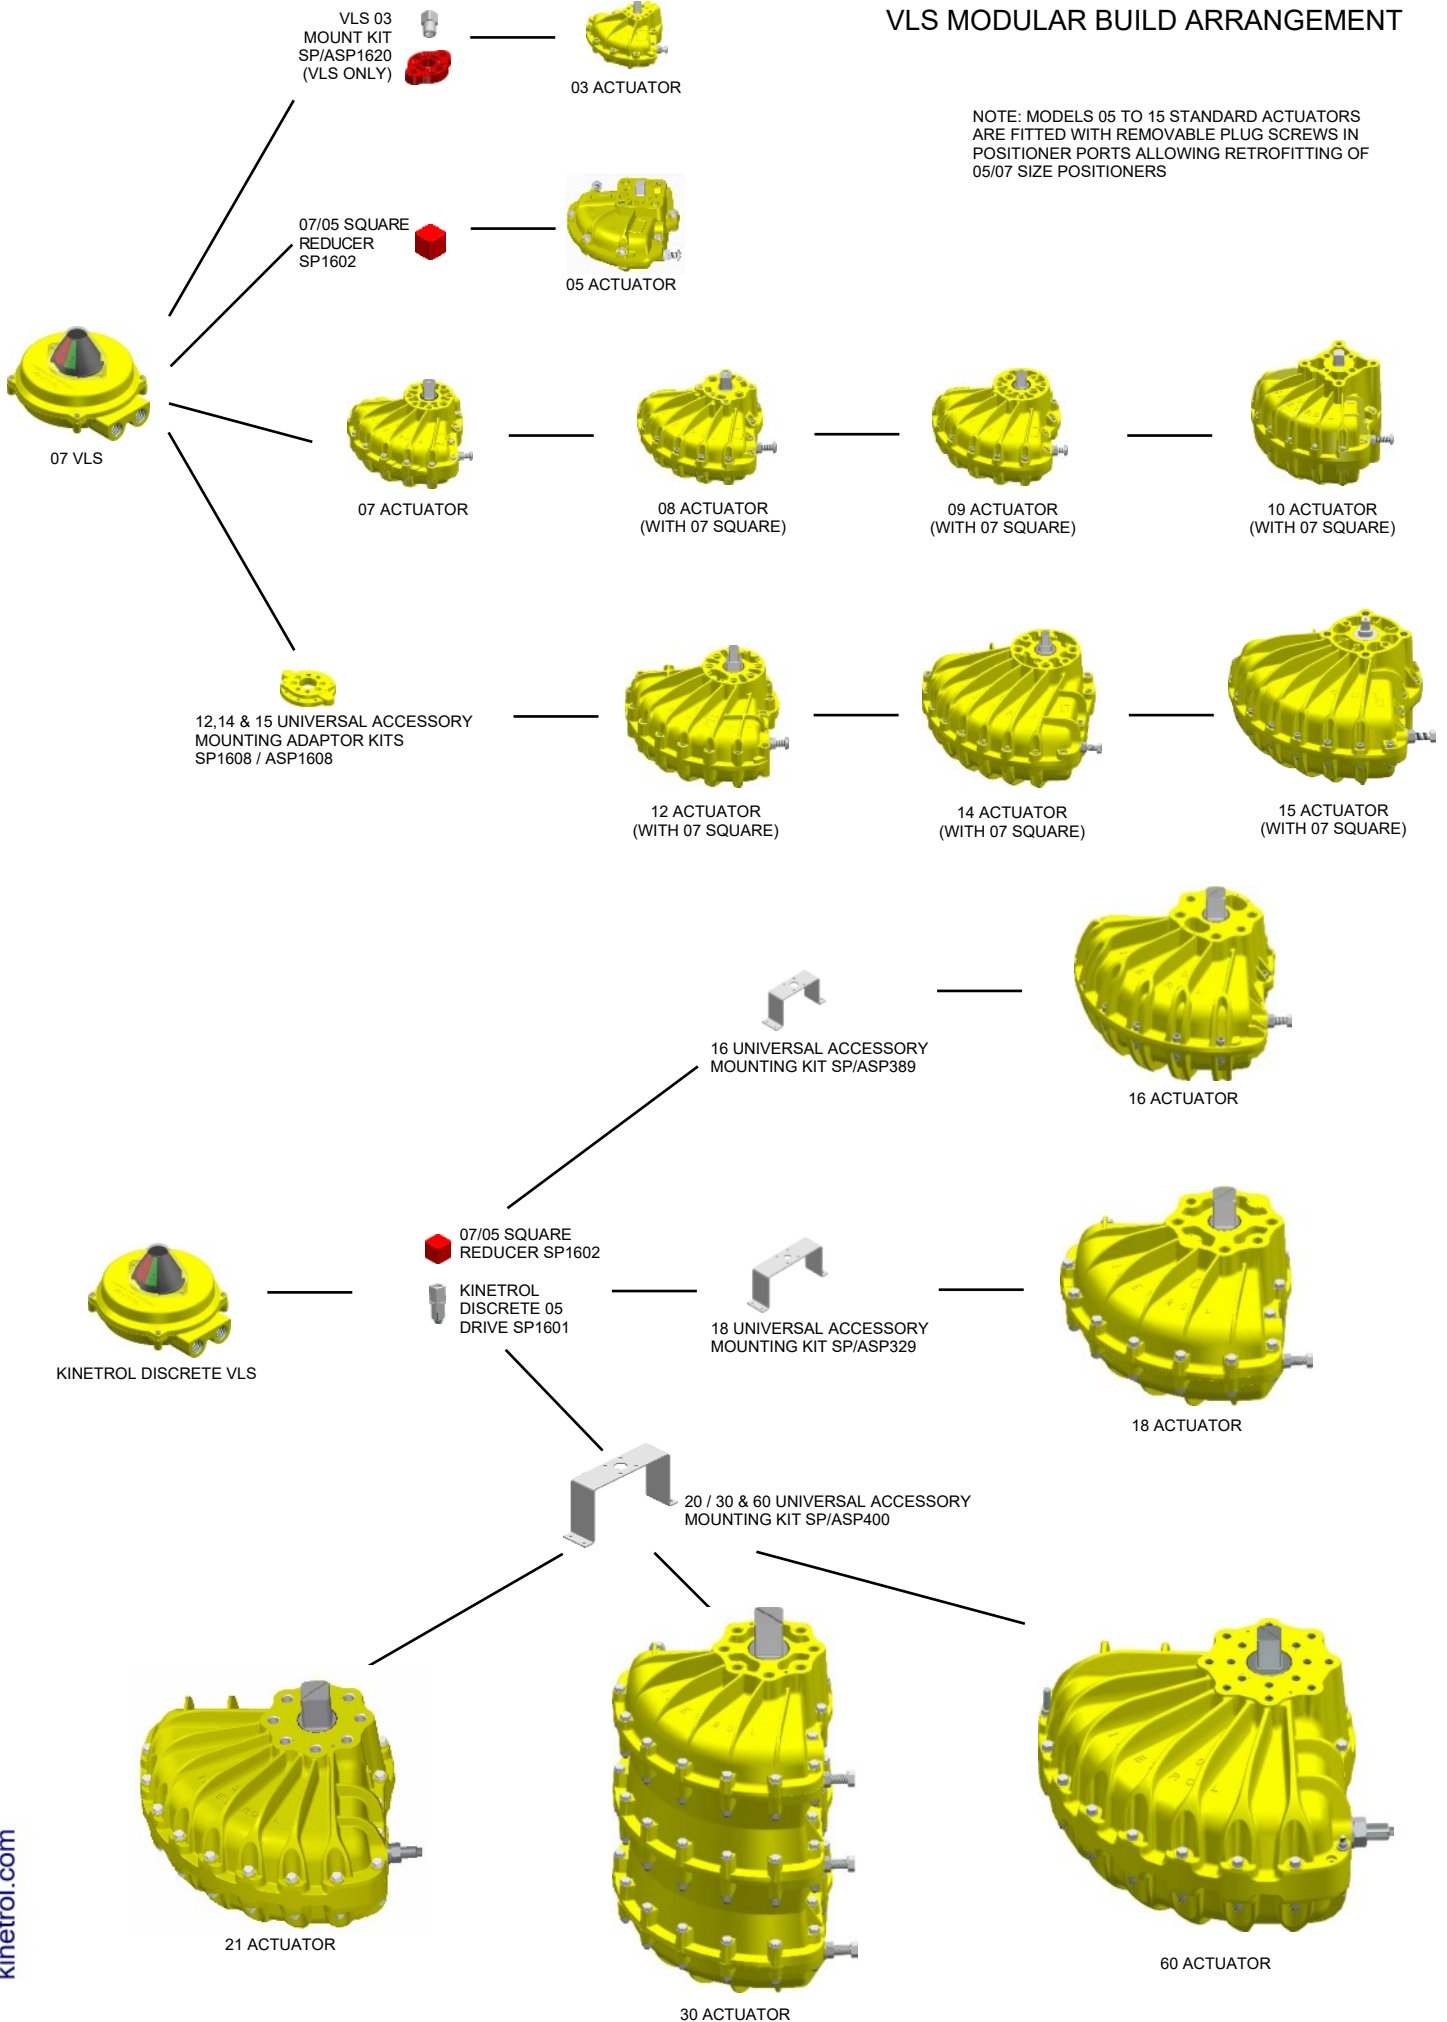 VLS MODULAR BUILD ARRANGEMENT
VLS 03
MOUNT KIT
SP/ASP1620
(VLS ONLY)
03 ACTUATOR
NOTE: MODELS 05 TO 15 STANDARD ACTUATORS
ARE FITTED WITH REMOVABLE PLUG SCREWS IN
POSITIONER PORTS ALLOWING RETROFITTING OF
05/07 SIZE POSITIONERS
07/05 SQUARE
REDUCER
SP1602
05 ACTUATOR
07 VLS
07 ACTUATOR
08 ACTUATOR
(WITH 07 SQUARE)
09 ACTUATOR
(WITH 07 SQUARE)
10 ACTUATOR
(WITH 07 SQUARE)
12,14 & 15 UNIVERSAL ACCESSORY
MOUNTING ADAPTOR KITS
SP1608 / ASP1608
12 ACTUATOR
(WITH 07 SQUARE)
14 ACTUATOR
(WITH 07 SQUARE)
15 ACTUATOR
(WITH 07 SQUARE)
16 UNIVERSAL ACCESSORY
MOUNTING KIT SP/ASP389
16 ACTUATOR
07/05 SQUARE
REDUCER SP1602
KINETROL
DISCRETE 05
DRIVE SP1601
KINETROL DISCRETE VLS
18 UNIVERSAL ACCESSORY
MOUNTING KIT SP/ASP329
18 ACTUATOR
20 / 30 & 60 UNIVERSAL ACCESSORY
MOUNTING KIT SP/ASP400
21 ACTUATOR
30 ACTUATOR
60 ACTUATOR
kinetrol.com